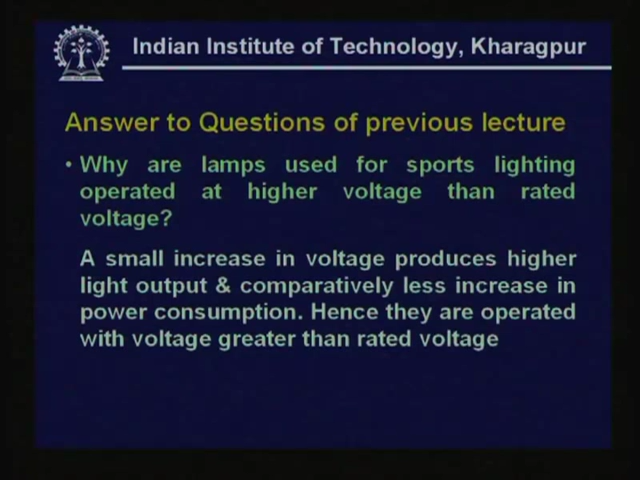 Indian Institute of Technology, Kharagpur
Answer to Questions of previous lecture
• Why are lamps used for sports lighting
operated at higher voltage than rated
voltage?
A small increase in voltage produces higher
light output & comparatively less increase in
power consumption. Hence they are operated
with voltage greater than rated voltage